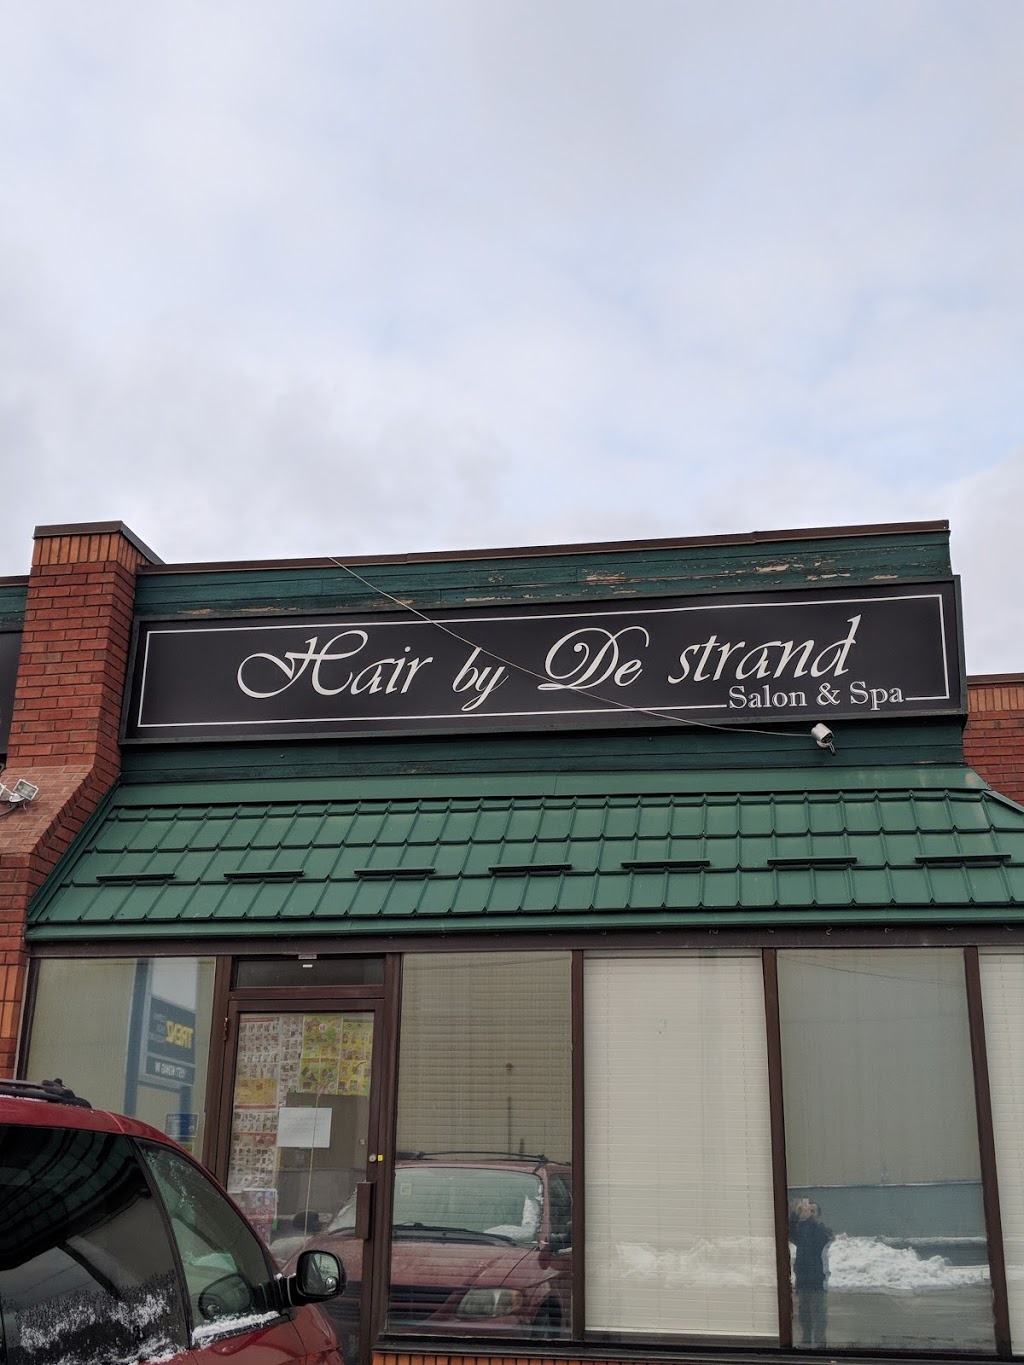 Hair by De strand
Salon & Spa